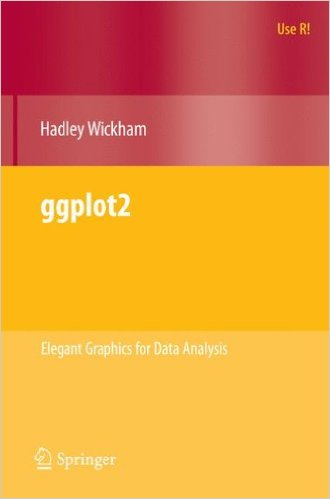 Use R!
Hadley Wickham
ggplot2
Elegant Graphics for Data Analysis
Springer